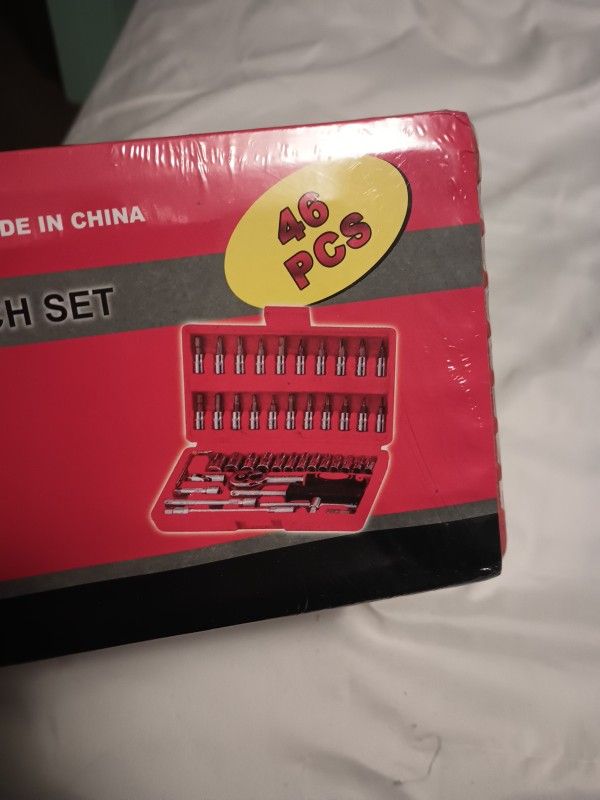 DE IN CHINA
46
PCS
CH SET